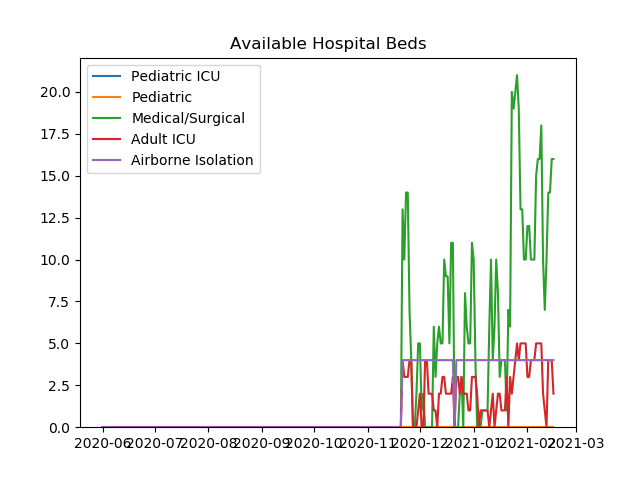 Available Hospital Beds
Pediatric ICU
Pediatric
Medical/Surgical
Adult ICU
Airborne Isolation
20.0
17.5
15.0
12.5
10.0
7.5
5.0
2.5
0.0
2020-06 2020-07 2020-08 2020-09 2020-10 2020-11 2020-12 2021-01 2021-02 2021-03